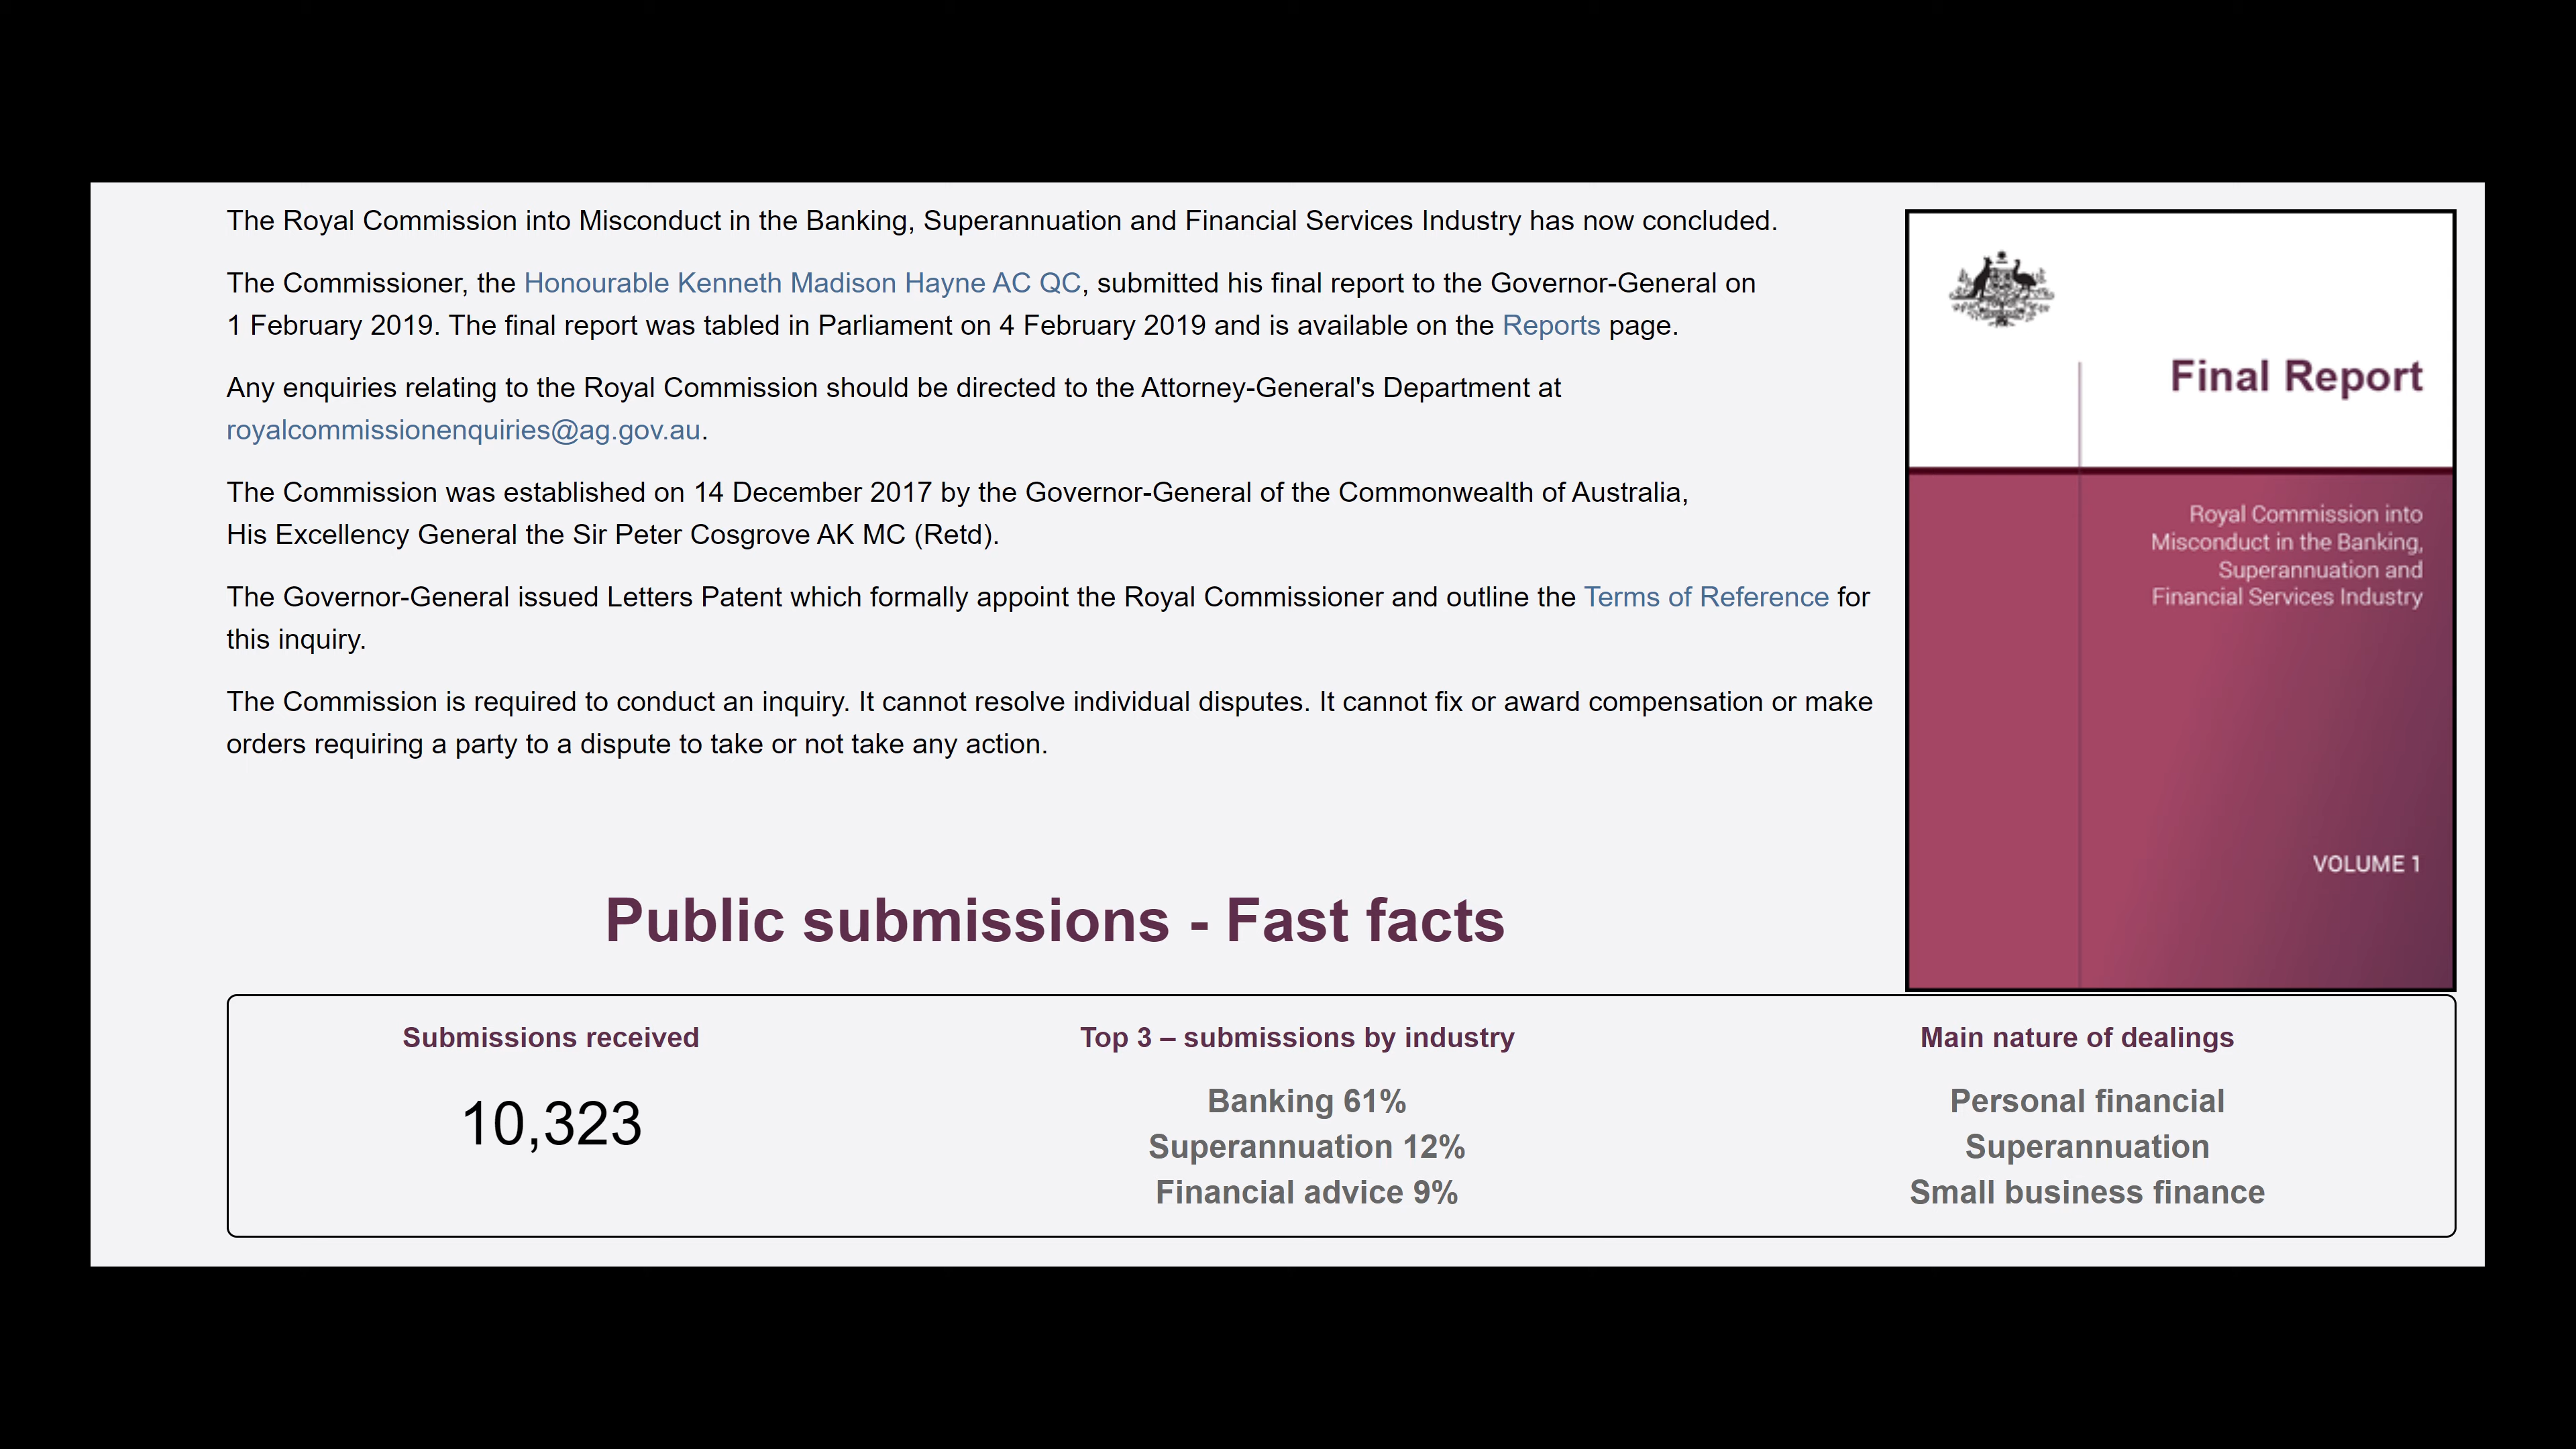 The Royal Commission into Misconduct in the Banking, Superannuation and Financial Services Industry has now concluded.
The Commissioner, the Honourable Kenneth Madison Hayne AC QC, submitted his final report to the Governor-General on
1 February 2019. The final report was tabled in Parliament on 4 February 2019 and is available on the Reports page.
Any enquiries relating to the Royal Commission should be directed to the Attorney-General's Department at
royalcommissionenquiries@ag.gov.au.
The Commission was established on 14 December 2017 by the Governor-General of the Commonwealth of Australia,
His Excellency General the Sir Peter Cosgrove AK MC (Retd).
The Governor-General issued Letters Patent which formally appoint the Royal Commissioner and outline the Terms of Reference for
this inquiry.
The Commission is required to conduct an inquiry. It cannot resolve individual disputes. It cannot fix or award compensation or make
orders requiring a party to a dispute to take or not take any action.
Final Report
Royal Commission into
Misconduct in the Banking,
Superannuation and
Financial Services Industry
VOLUME 1
Public submissions - Fast facts
Submissions received
10,323
Top 3 – submissions by industry
Banking 61%
Superannuation 12%
Financial advice 9%
Main nature of dealings
Personal financial
Superannuation
Small business finance